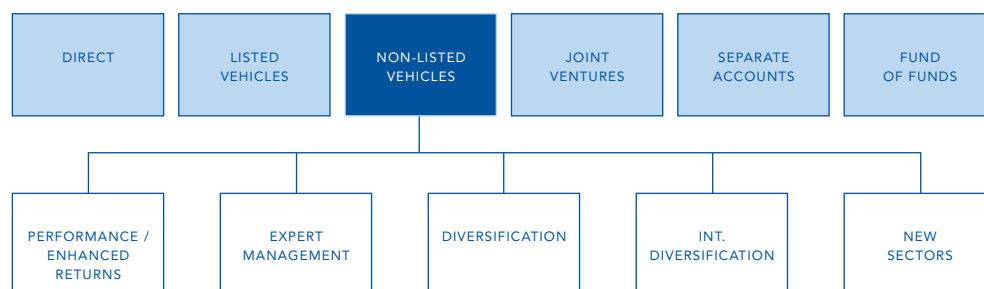 DIRECT
LISTED
VEHICLES
NON-LISTED
VEHICLES
JOINT
VENTURES
SEPARATE
ACCOUNTS
FUND
OF FUNDS
PERFORMANCE /
ENHANCED
RETURNS
EXPERT
MANAGEMENT
DIVERSIFICATION
INT.
DIVERSIFICATION
NEW
SECTORS